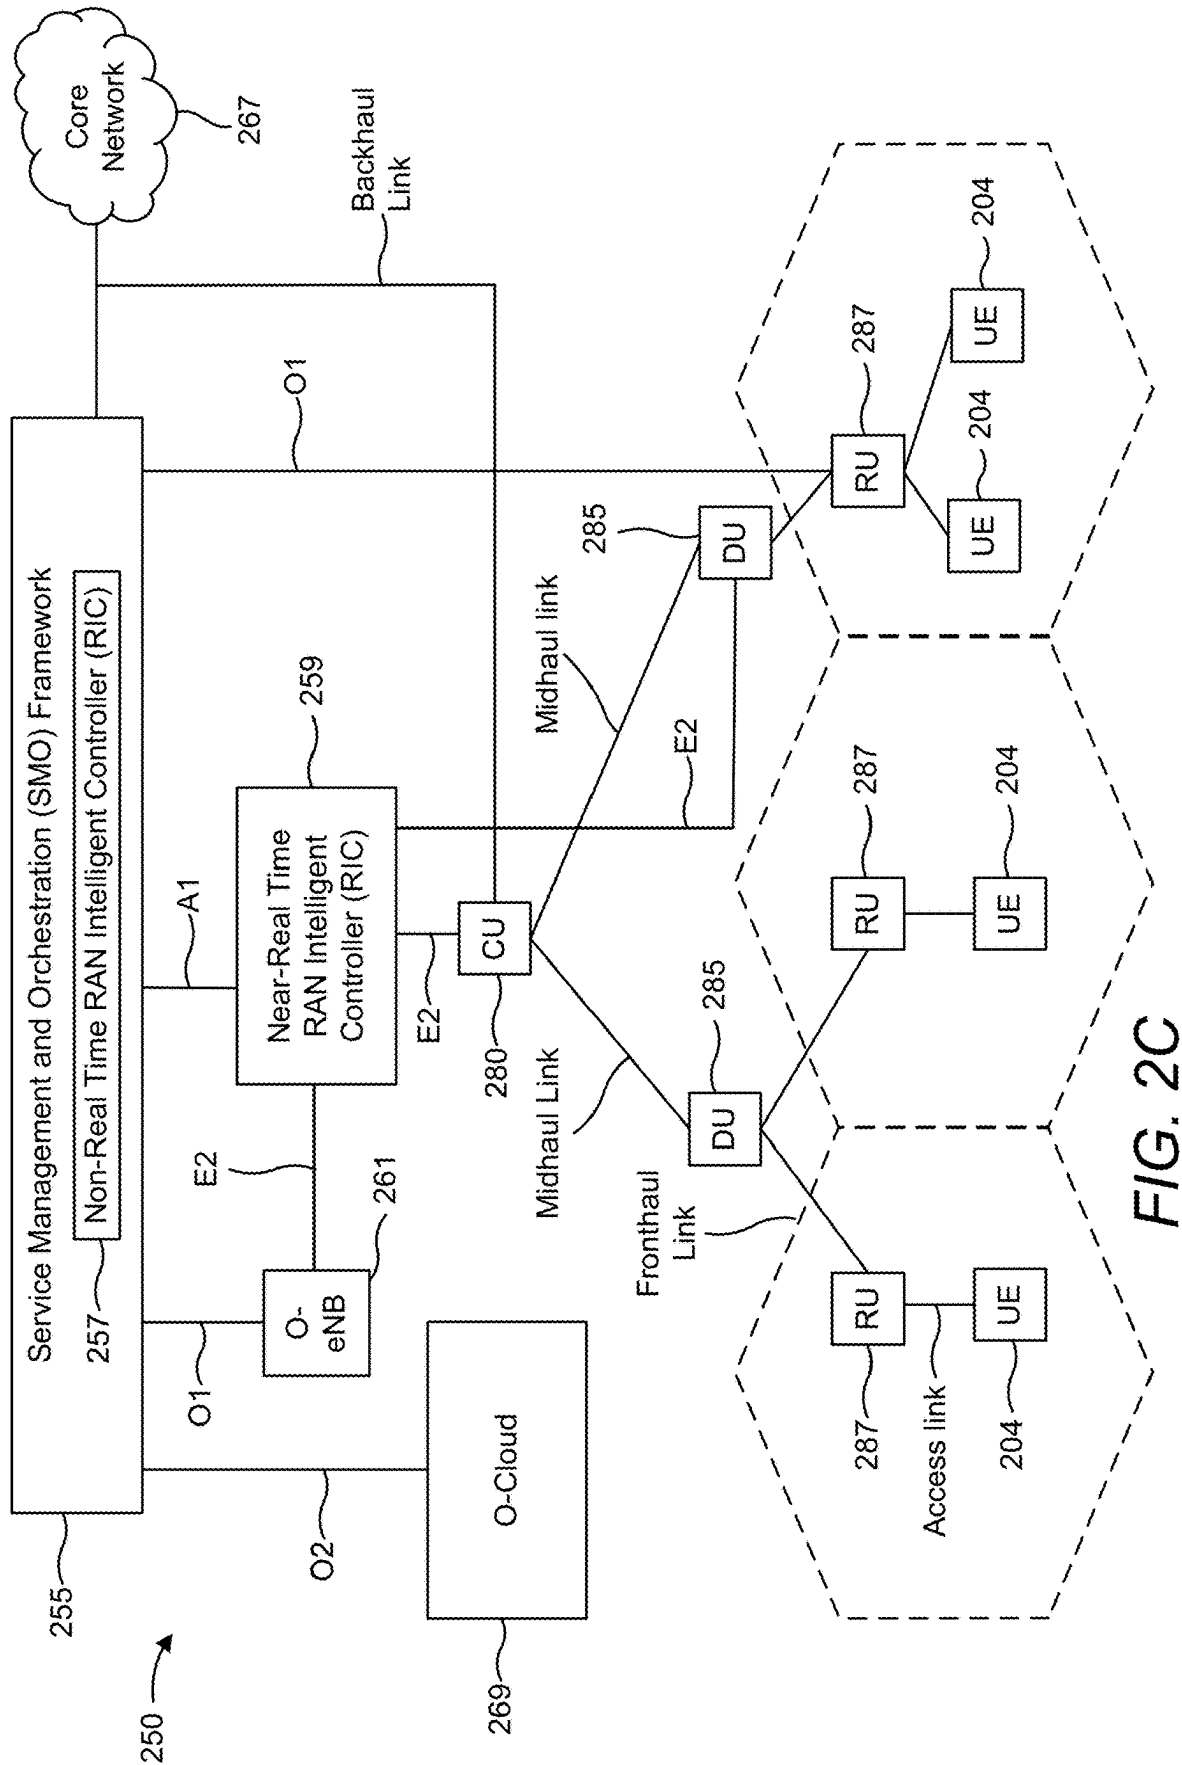 250
255
Service Management and Orchestration (SMO) Framework
257
Non-Real Time RAN Intelligent Controller (RIC)
Core
Network
267
O2
O1
A1
O1
Backhaul
Link
O-
eNB
261
E2
Near-Real Time
RAN Intelligent
Controller (RIC)
259
269
O-Cloud
E2
280
CU
E2
Midhaul Link
Midhaul link
DU
285
285
DU
Fronthaul
Link
287
RU
RU
287
RU
287
Access link
204
UE
UE
204
UE
204
UE
204
FIG. 2C